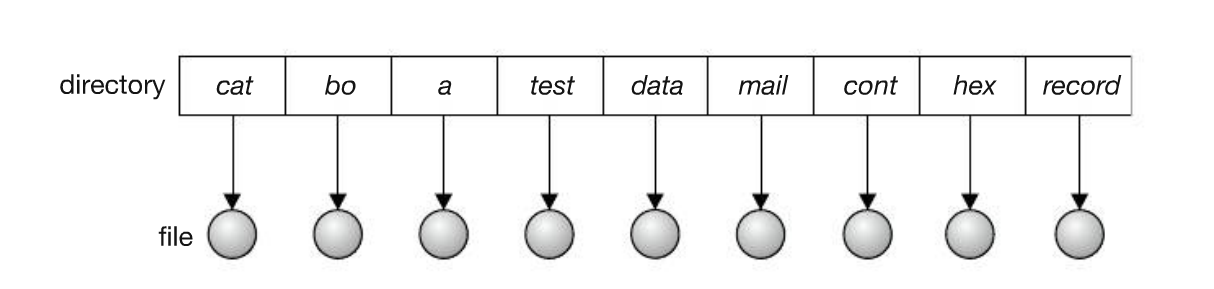 directory cat bo a test data mail cont hex record
file